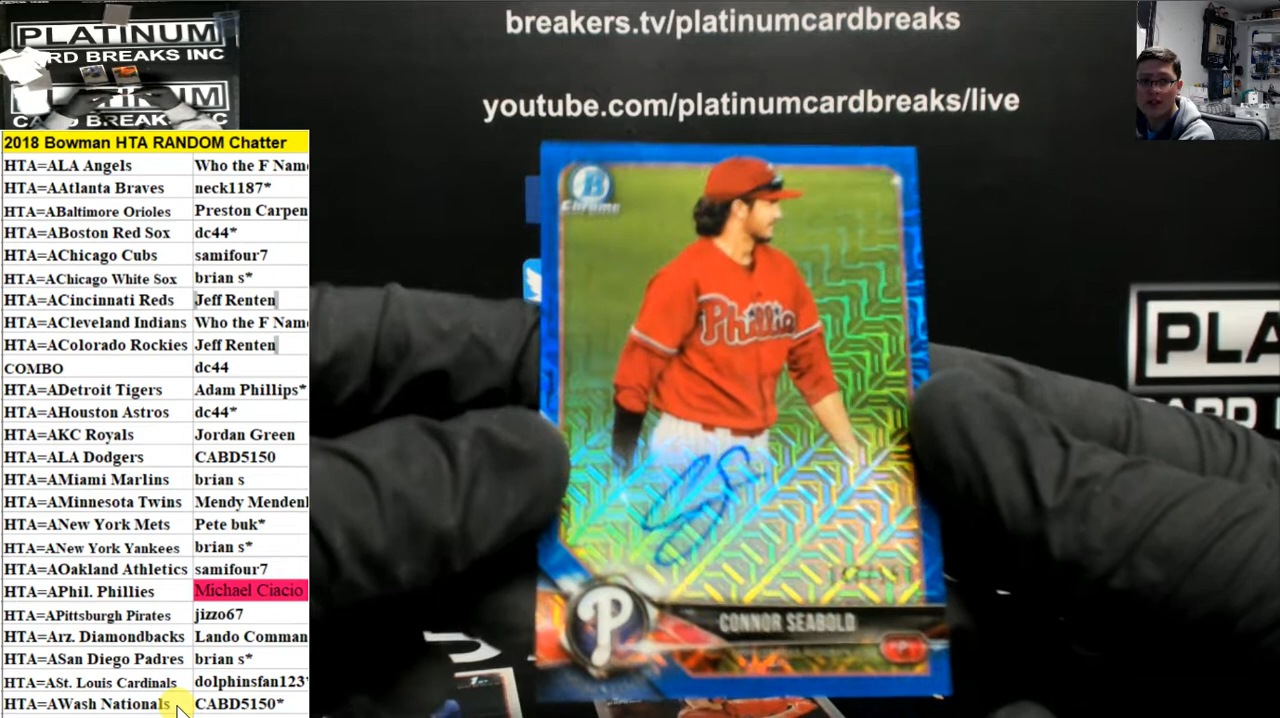 PLATINUM
CARD BREAKS INC
breakers.tv/platinumcardbreaks
youtube.com/platinumcardbreaks/live
2018 Bowman HTA RANDOM Chatter
HTA=ALA Angels Who the F Nam
HTA=AAtlanta Braves neck1187*
HTA=ABaltimore Orioles Preston Carpen
HTA=ABoston Red Sox dc44*
HTA=AChicago Cubs samifour7
HTA=AChicago White Sox brian s*
HTA=ACincinnati Reds Jeff Renten
HTA=ACleveland Indians Who the F Nam
HTA=AColorado Rockies Jeff Renten
COMBO dc44
HTA=ADetroit Tigers Adam Phillips*
HTA=AHouston Astros dc44*
HTA=AKC Royals Jordan Green
HTA=ALA Dodgers CABD5150
HTA=AMiami Marlins brian s
HTA=AMinnesota Twins Mendy Menden
HTA=ANew York Mets Pete buk*
HTA=ANew York Yankees brian s*
HTA=AOakland Athletics samifour7
HTA=APhil. Phillies Michael Ciacio
HTA=APittsburgh Pirates jizzo67
HTA=Arz. Diamondbacks Lando Comman
HTA=ASan Diego Padres brian s*
HTA=ASt. Louis Cardinals dolphinsfan123
HTA=AWash Nationals CABD5150*
B
Chrome
Phillies
P
CONNOR SEABOLD
PLA